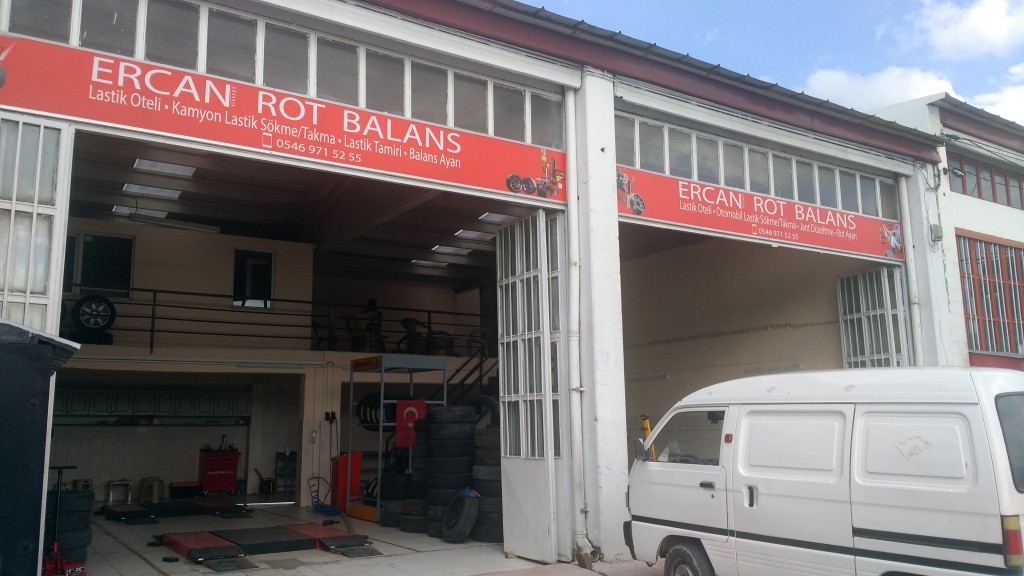 ERCAN ROT BALANS
Lastik Oteli • Kamyon Lastik Sökme/Takma • Lastik Tamiri • Balans Ayarı
0546 971 52 55
ERCAN ROT BALANS
Lastik Oteli • Otomobil Lastik Sökme/Takma • Jant Düzeltme • Rot Ayarı
0546 971 52 55